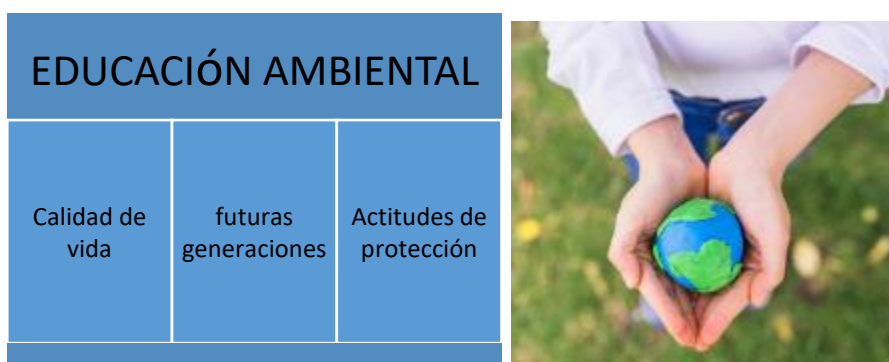 EDUCACIóN AMBIENTAL
Calidad de
vida
futuras
generaciones
Actitudes de
protección